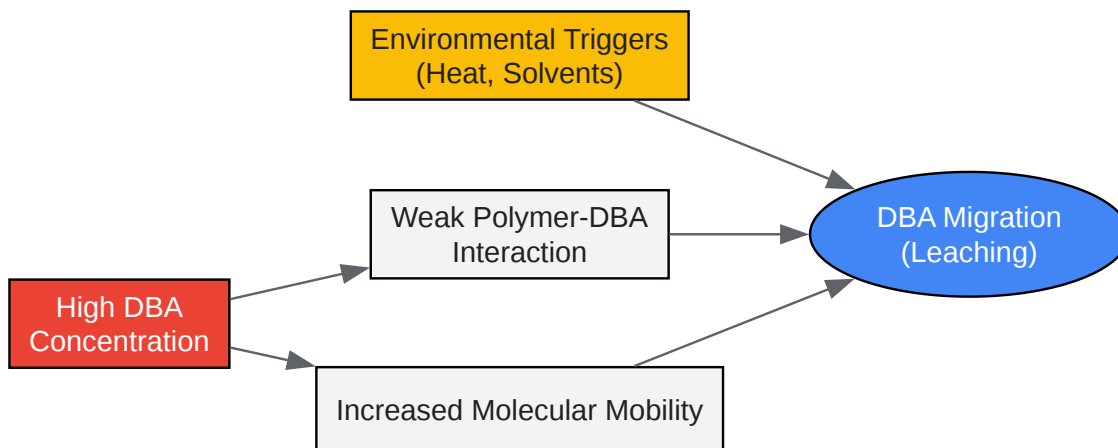 Environmental Triggers
(Heat, Solvents)
Weak Polymer-DBA
Interaction
DBA Migration
(Leaching)
High DBA
Concentration
Increased Molecular Mobility